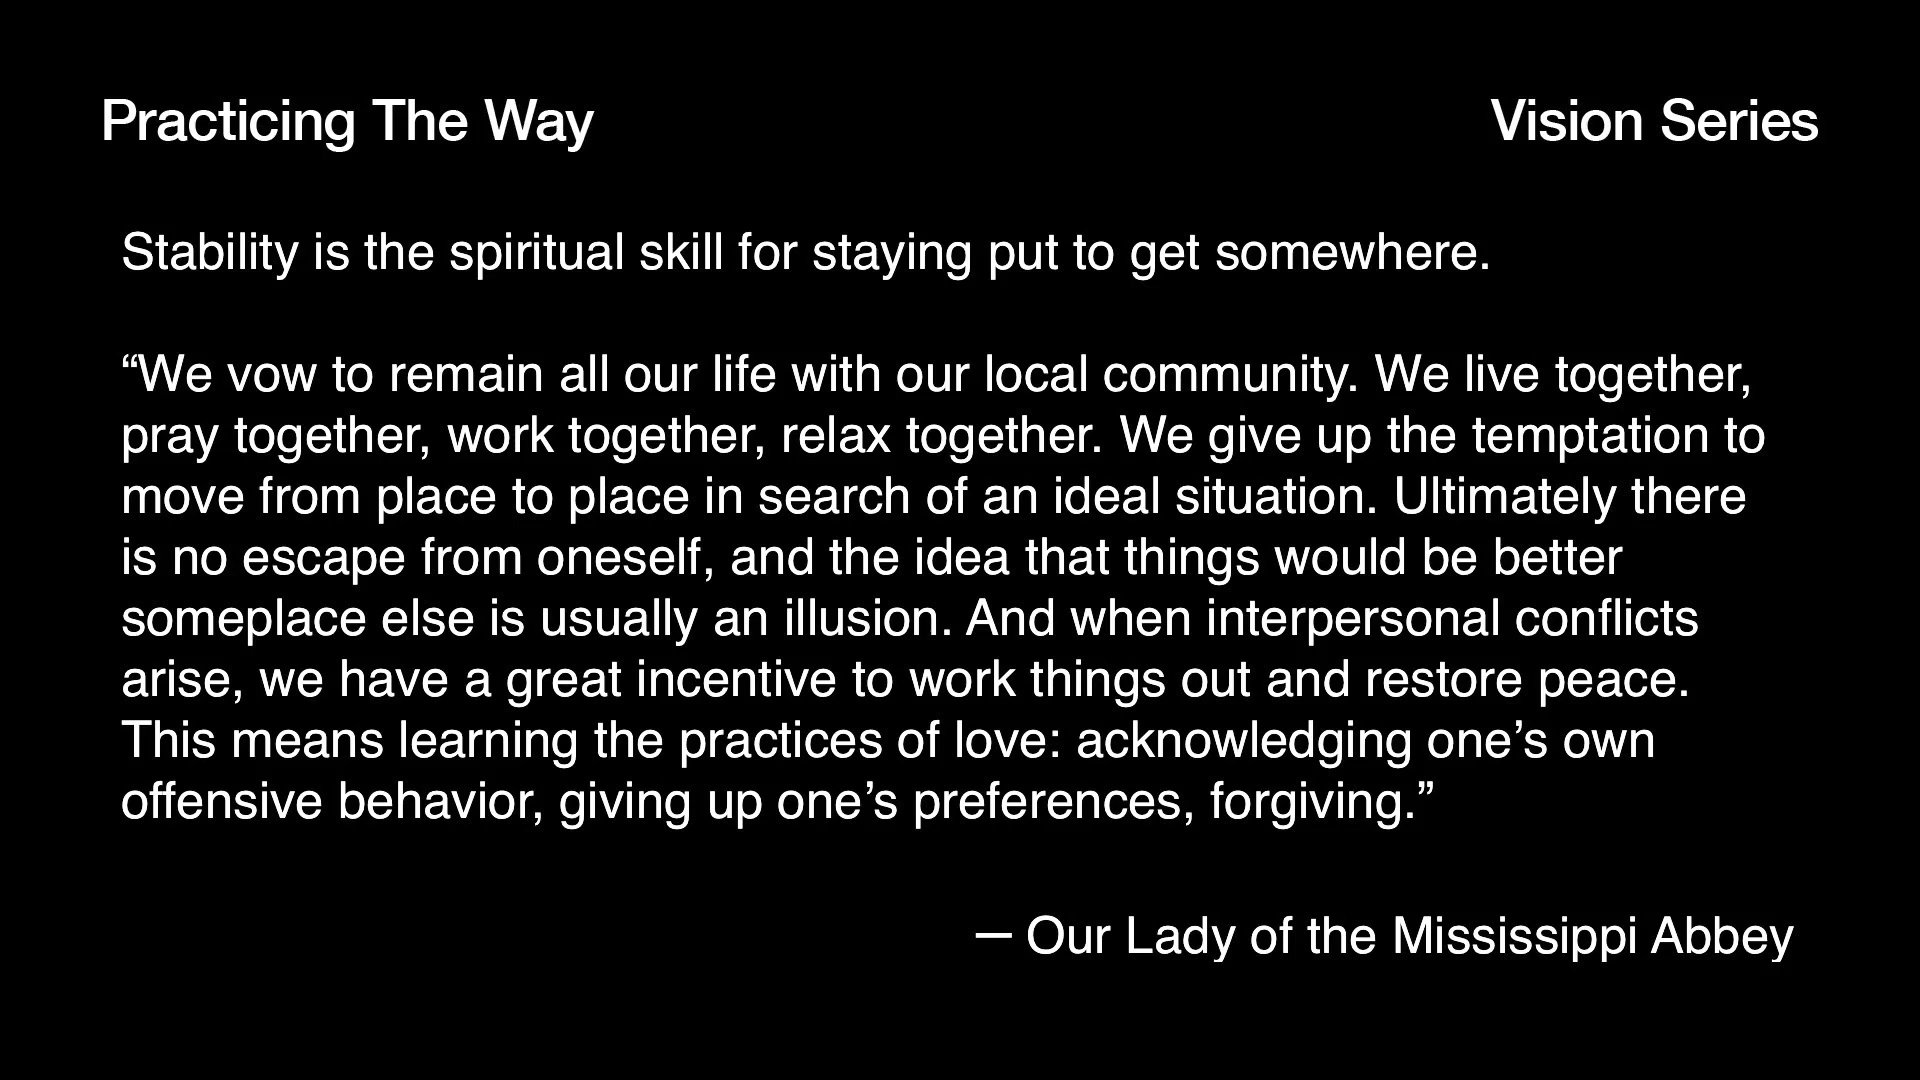 Practicing The Way
Vision Series
Stability is the spiritual skill for staying put to get somewhere.
“We vow to remain all our life with our local community. We live together,
pray together, work together, relax together. We give up the temptation to
move from place to place in search of an ideal situation. Ultimately there
is no escape from oneself, and the idea that things would be better
someplace else is usually an illusion. And when interpersonal conflicts
arise, we have a great incentive to work things out and restore peace.
This means learning the practices of love: acknowledging one’s own
offensive behavior, giving up one’s preferences, forgiving.”
— Our Lady of the Mississippi Abbey